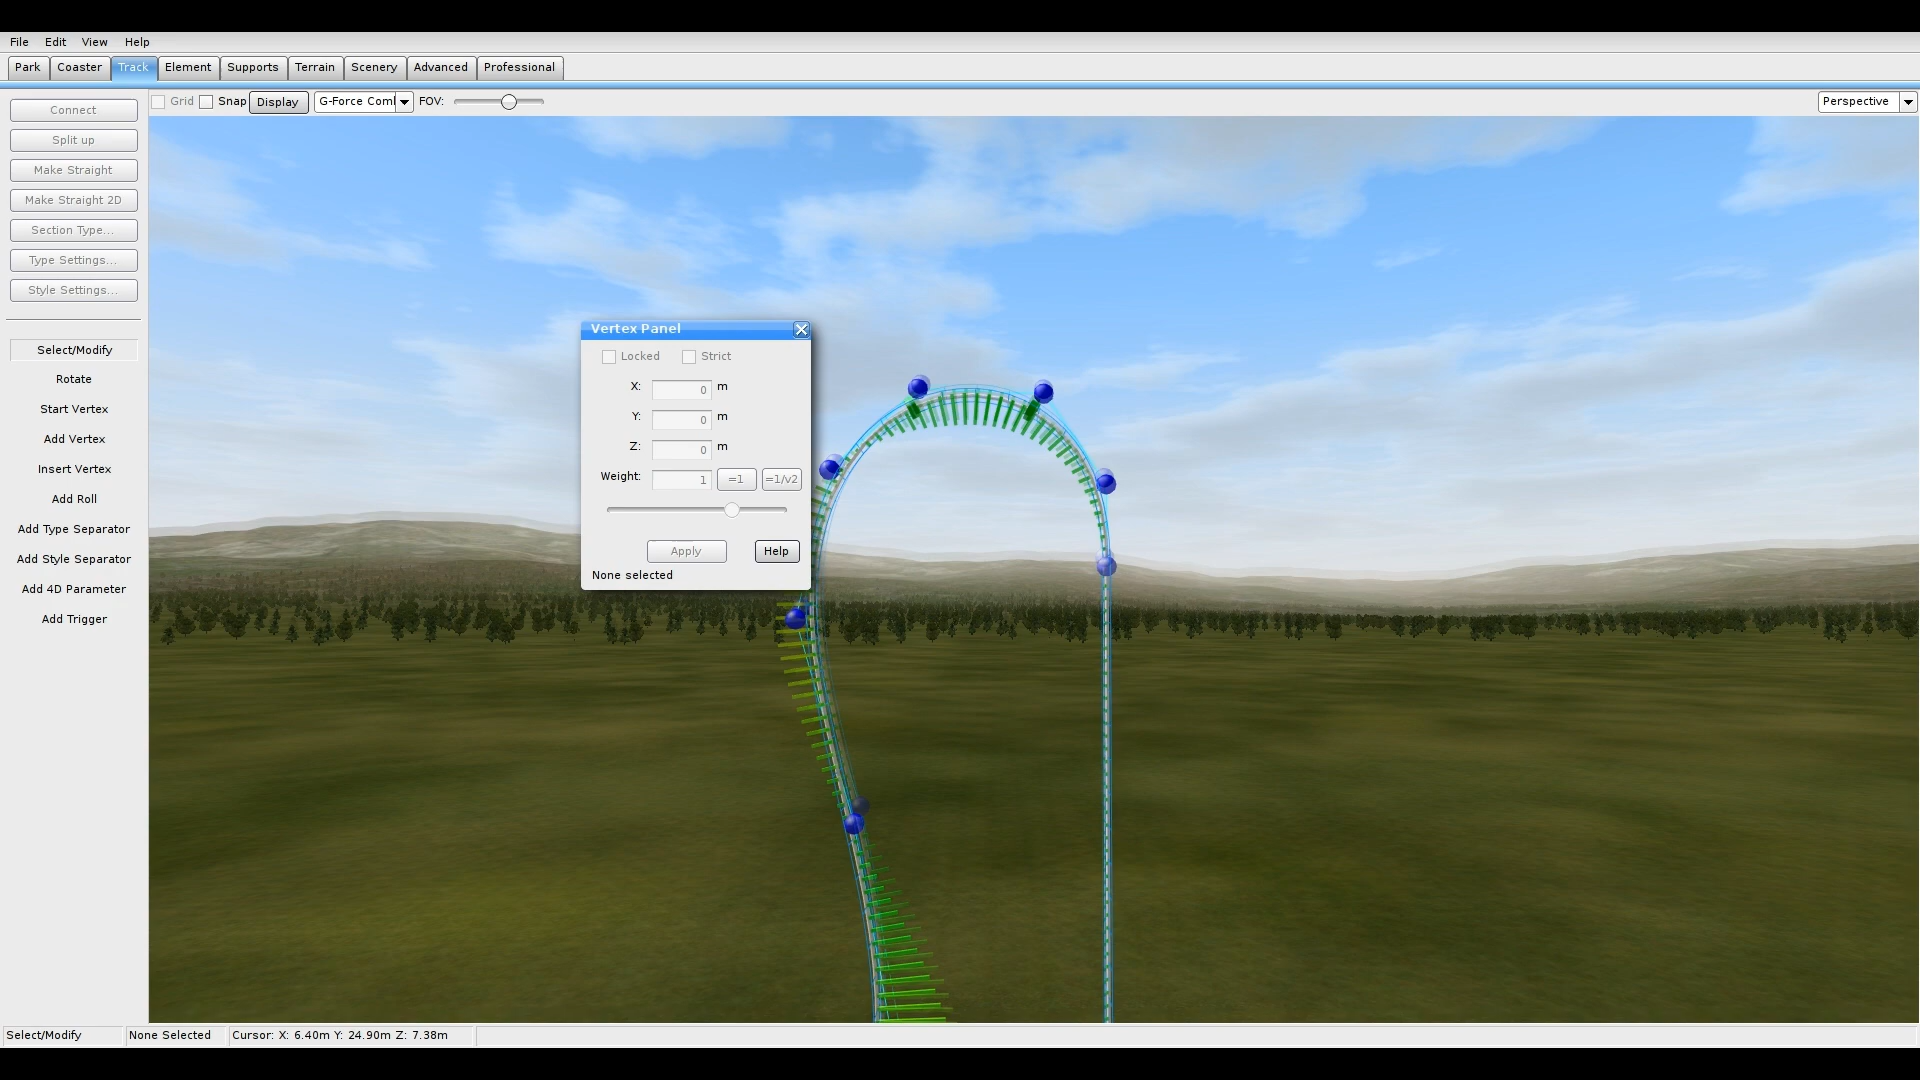 File Edit View Help
Park Coaster Track Element Supports Terrain Scenery Advanced Professional
Grid Snap Display G-Force Coml FOV: Perspective
Connect
Split up
Make Straight
Make Straight 2D
Section Type...
Type Settings...
Style Settings...
Select/Modify
Rotate
Start Vertex
Add Vertex
Insert Vertex
Add Roll
Add Type Separator
Add Style Separator
Add 4D Parameter
Add Trigger
Vertex Panel
Locked Strict
X: 0 m
Y: 0 m
Z: 0 m
Weight: 1 =1 =1/v2
Apply Help
None selected
Select/Modify None Selected Cursor: X: 6.40m Y: 24.90m Z: 7.38m